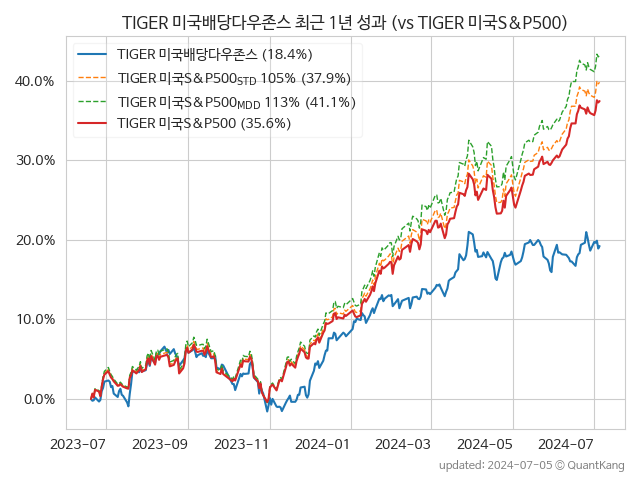 TIGER 미국배당다우존스 최근 1년 성과 (vs TIGER 미국S&P500)
TIGER 미국배당다우존스 (18.4%)
TIGER 미국S&P500STD 105% (37.9%)
TIGER 미국S&P500MDD 113% (41.1%)
TIGER 미국S&P500 (35.6%)
40.0%
30.0%
20.0%
10.0%
0.0%
2023-07 2023-09 2023-11 2024-01 2024-03 2024-05 2024-07
updated: 2024-07-05 © QuantKang